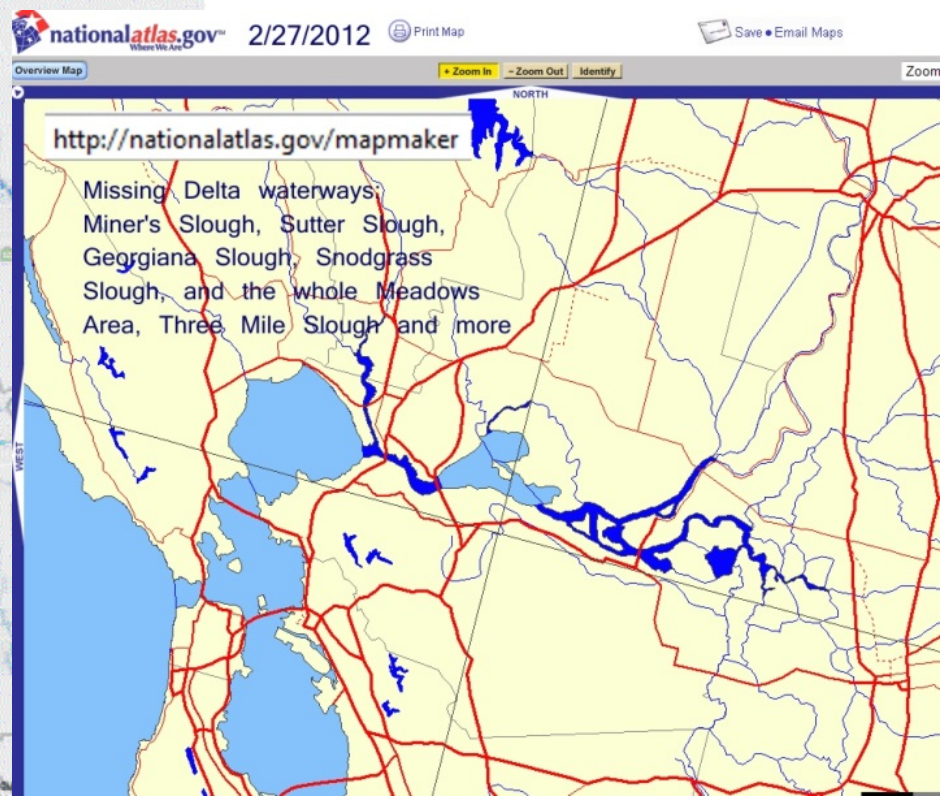 nationalatlas.gov™ 2/27/2012 Print Map Save • Email Maps
Where We Are
Overview Map + Zoom In - Zoom Out Identify Zoom
NORTH
http://nationalatlas.gov/mapmaker
Missing Delta waterways:
Miner's Slough, Sutter Slough,
Georgiana Slough, Snodgrass
Slough, and the whole Meadows
Area, Three Mile Slough and more
WEST